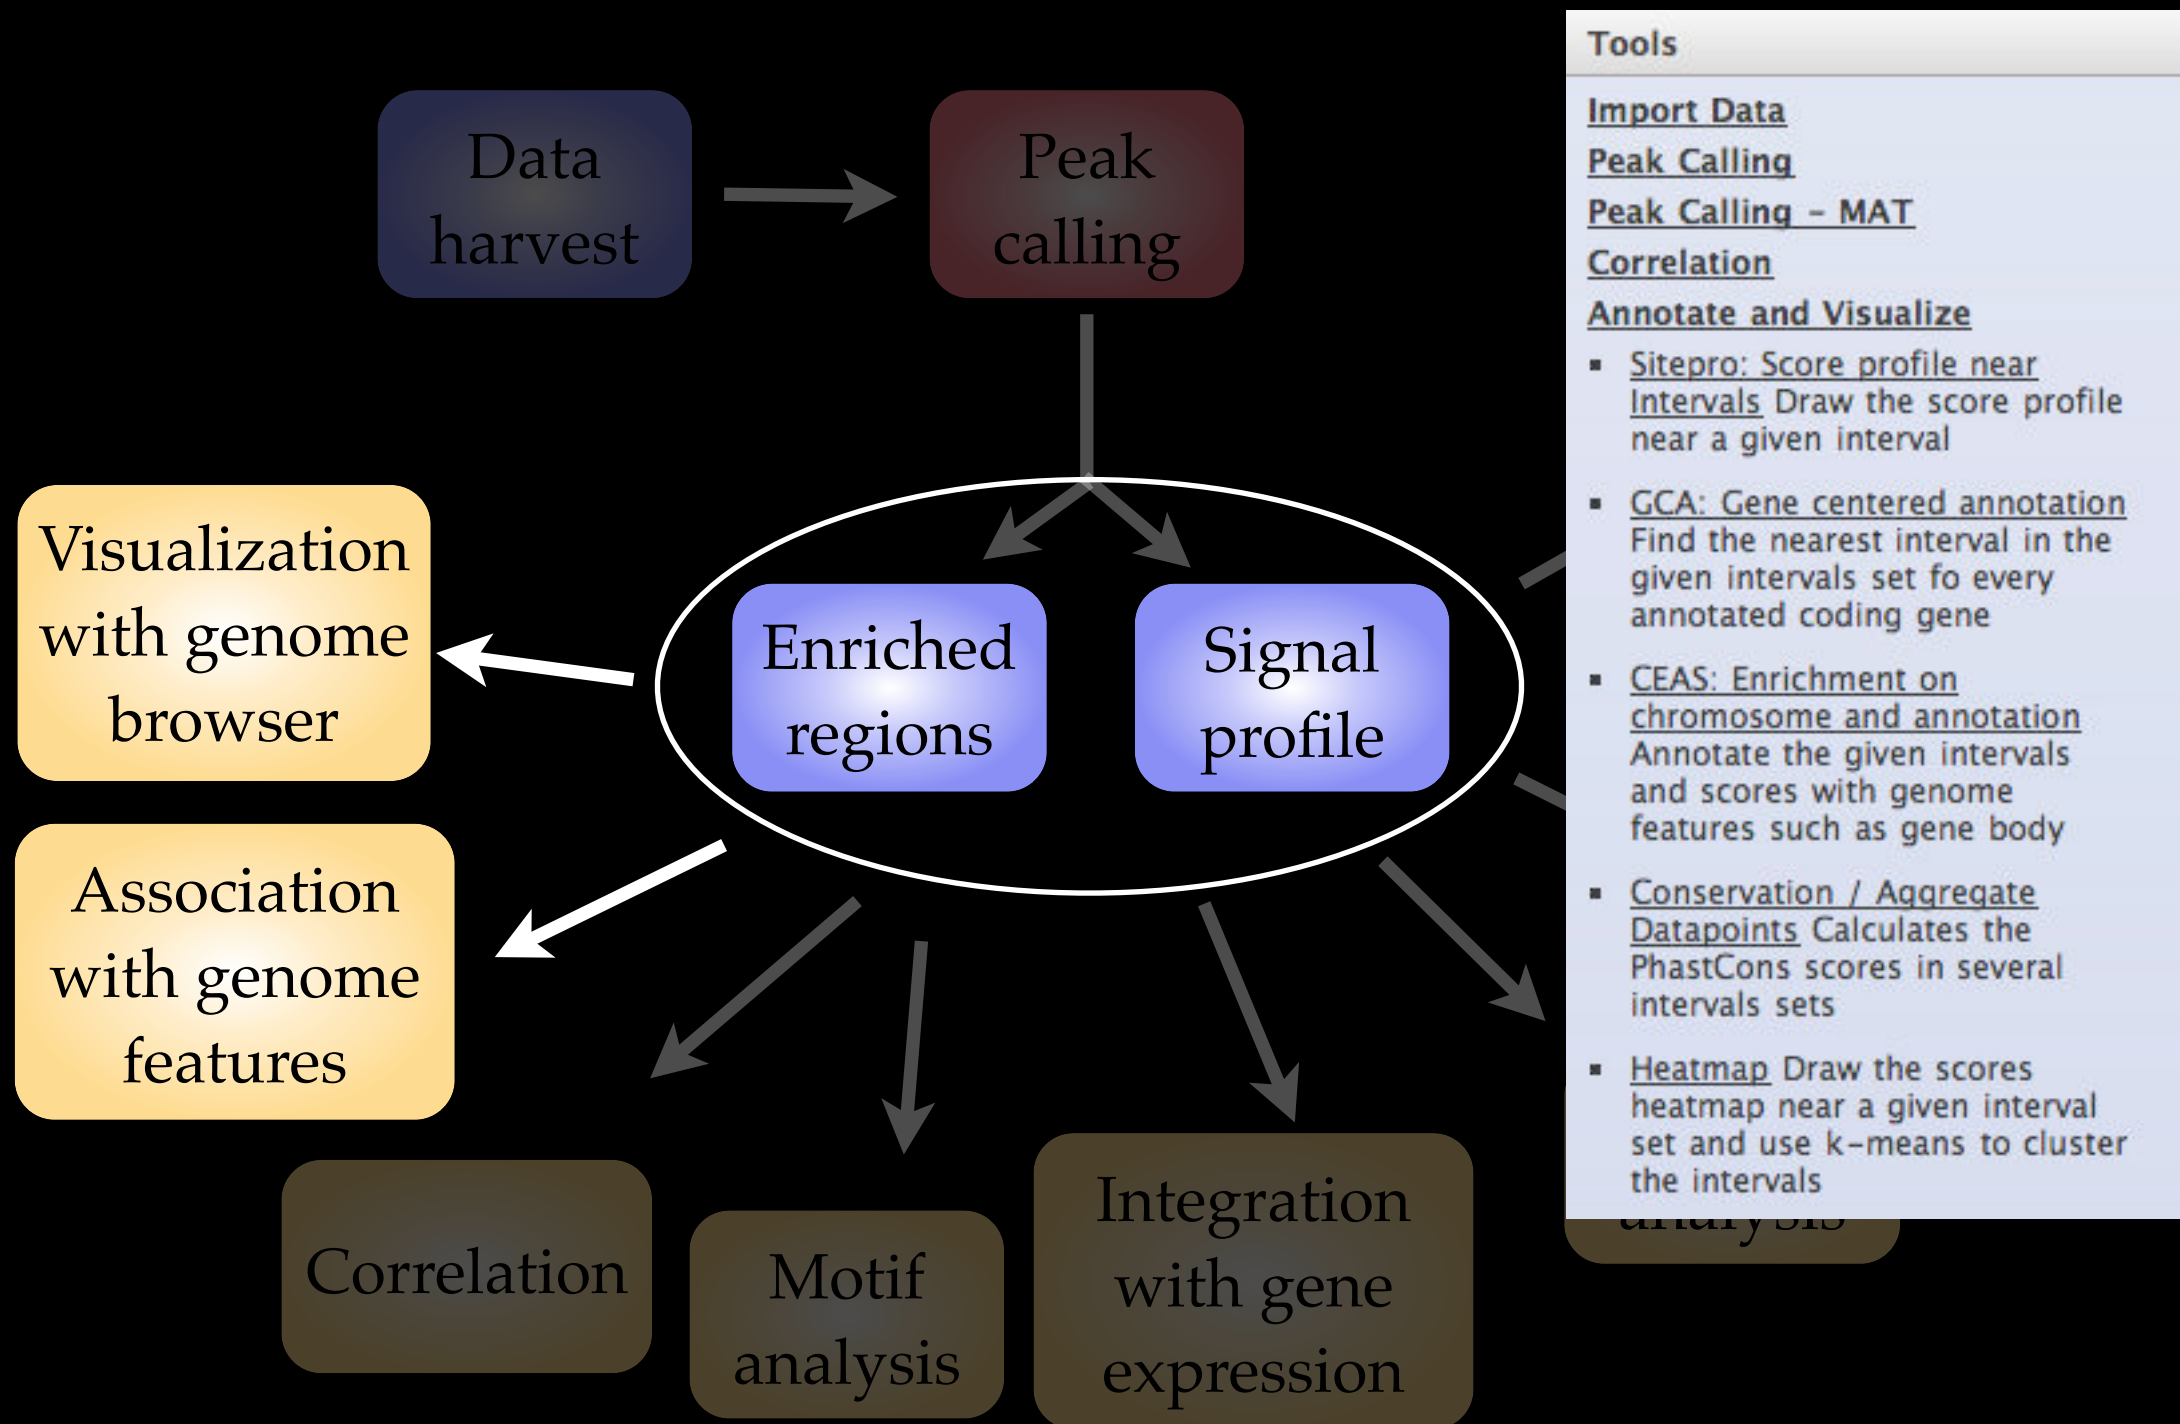 Data
harvest
Peak
calling
Visualization
with genome
browser
Enriched
regions
Signal
profile
Association
with genome
features
Correlation
Motif
analysis
Integration
with gene
expression
analysis
Tools
Import Data
Peak Calling
Peak Calling - MAT
Correlation
Annotate and Visualize
Sitepro: Score profile near
Intervals Draw the score profile
near a given interval
GCA: Gene centered annotation
Find the nearest interval in the
given intervals set fo every
annotated coding gene
CEAS: Enrichment on
chromosome and annotation
Annotate the given intervals
and scores with genome
features such as gene body
Conservation / Aggregate
Datapoints Calculates the
PhastCons scores in several
intervals sets
Heatmap Draw the scores
heatmap near a given interval
set and use k-means to cluster
the intervals